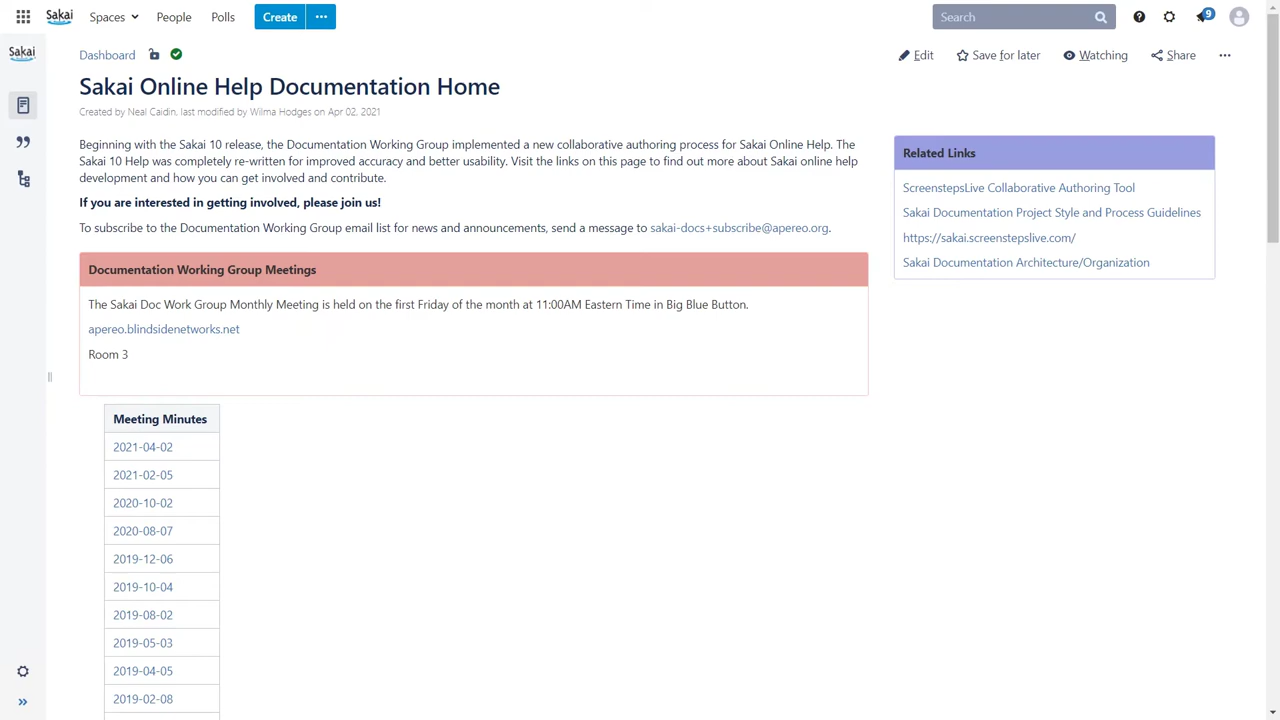 Sakai
Spaces
People
Polls
Create
Search
9
Sakai
Dashboard
Edit
Save for later
Watching
Share
Sakai Online Help Documentation Home
Created by Neal Caidin, last modified by Wilma Hodges on Apr 02, 2021
Beginning with the Sakai 10 release, the Documentation Working Group implemented a new collaborative authoring process for Sakai Online Help. The
Sakai 10 Help was completely re-written for improved accuracy and better usability. Visit the links on this page to find out more about Sakai online help
development and how you can get involved and contribute.
If you are interested in getting involved, please join us!
To subscribe to the Documentation Working Group email list for news and announcements, send a message to sakai-docs+subscribe@apereo.org.
Documentation Working Group Meetings
The Sakai Doc Work Group Monthly Meeting is held on the first Friday of the month at 11:00AM Eastern Time in Big Blue Button.
apereo.blindsidenetworks.net
Room 3
Meeting Minutes
2021-04-02
2021-02-05
2020-10-02
2020-08-07
2019-12-06
2019-10-04
2019-08-02
2019-05-03
2019-04-05
2019-02-08
Related Links
ScreenstepsLive Collaborative Authoring Tool
Sakai Documentation Project Style and Process Guidelines
https://sakai.screenstepslive.com/
Sakai Documentation Architecture/Organization